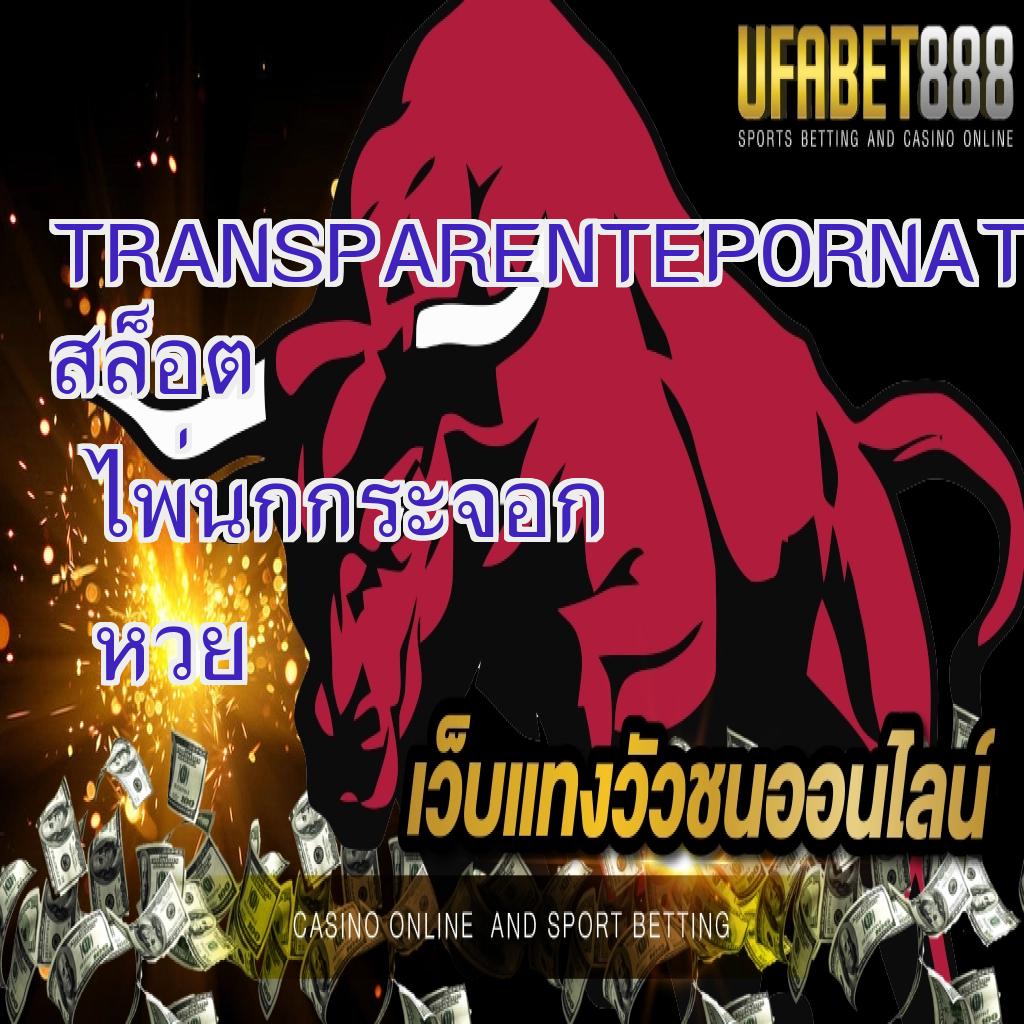 UFABET888
SPORTS BETTING AND CASINO ONLINE
TRANSPARENTEPORNAT
สล็อต
ไพ่นกกระจอก
หวย
เว็บแทงวัวชนออนไลน์
CASINO ONLINE AND SPORT BETTING